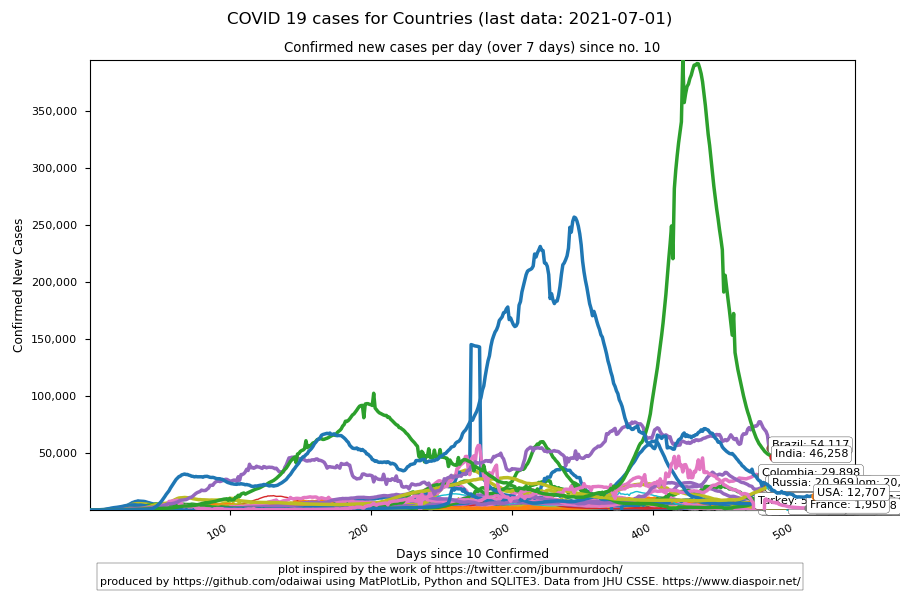 COVID 19 cases for Countries (last data: 2021-07-01)
Confirmed new cases per day (over 7 days) since no. 10
350,000
300,000
250,000
200,000
150,000
100,000
50,000
Confirmed New Cases
Brazil: 54,117
India: 46,258
Colombia: 29,898
Russia: 20,969
USA: 12,707
France: 1,950
100
200
300
400
500
Days since 10 Confirmed
plot inspired by the work of https://twitter.com/jburnmurdoch/
produced by https://github.com/odaiwai using MatPlotLib, Python and SQLITE3. Data from JHU CSSE. https://www.diaspoir.net/